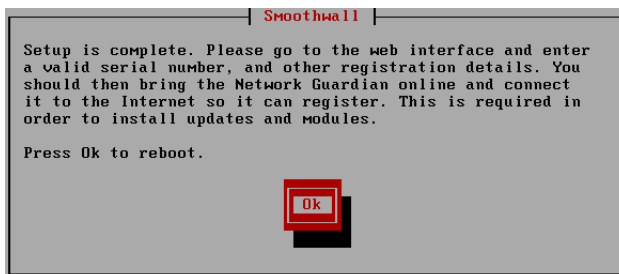 Smoothwall
Setup is complete. Please go to the web interface and enter
a valid serial number, and other registration details. You
should then bring the Network Guardian online and connect
it to the Internet so it can register. This is required in
order to install updates and modules.
Press Ok to reboot.
Ok